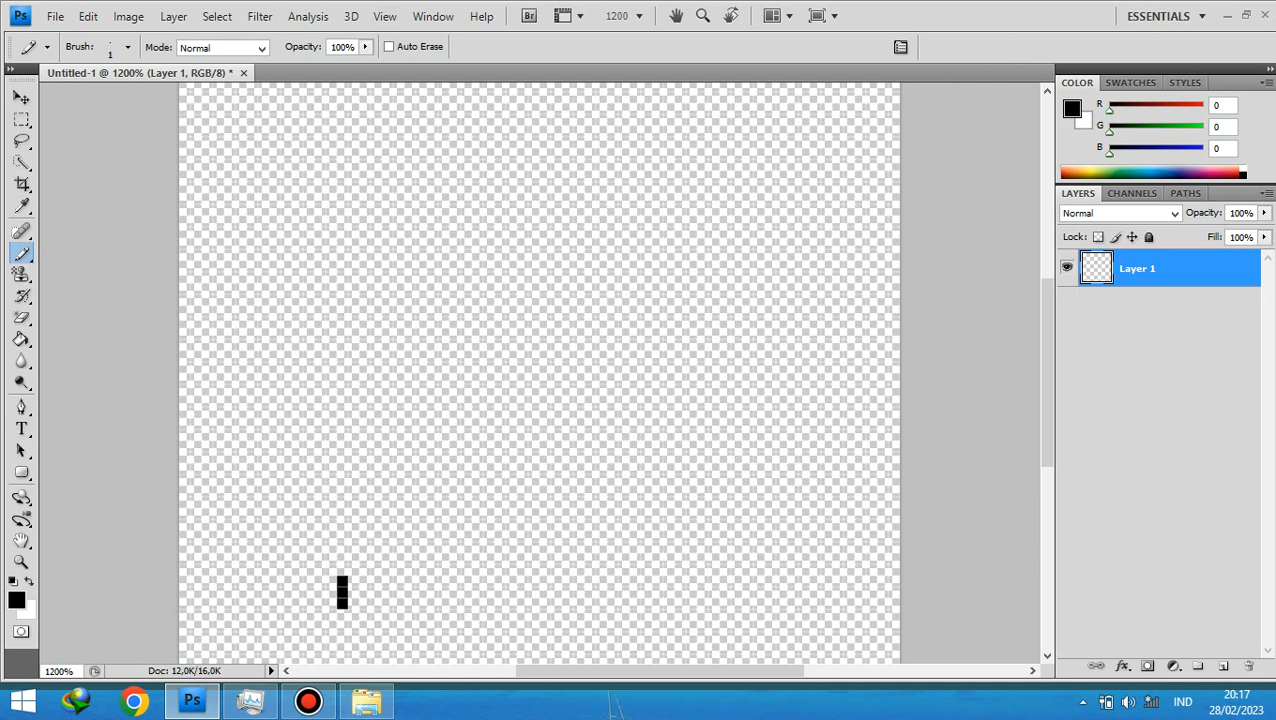 Ps File Edit Image Layer Select Filter Analysis 3D View Window Help Br 1200 ESSENTIALS
Brush: 1 Mode: Normal Opacity: 100% Auto Erase
Untitled-1 @ 1200% (Layer 1, RGB/8) *
COLOR SWATCHES STYLES
R 0
G 0
B 0
LAYERS CHANNELS PATHS
Normal Opacity: 100%
Lock: Fill: 100%
Layer 1
T
1200% Doc: 12,0K/16,0K
Ps IND 20:17
28/02/2023